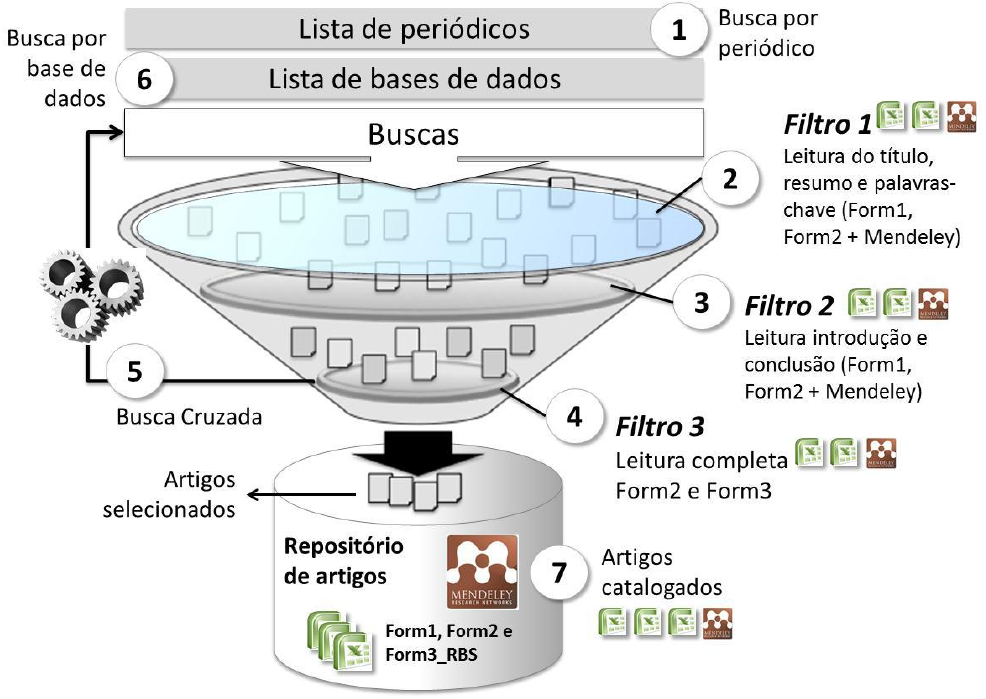 Lista de periódicos
1
Busca por
periódico
Busca por
base de
dados
6
Lista de bases de dados
Buscas
Filtro 1
Leitura do título,
resumo e palavras-
chave (Form1,
Form2 + Mendeley)
2
3
Filtro 2
Leitura introdução e
conclusão (Form1,
Form2 + Mendeley)
5
Busca Cruzada
4
Filtro 3
Leitura completa
Form2 e Form3
Artigos
selecionados
Repositório
de artigos
MENDELEY
RESEARCH NETWORKS
7
Artigos
catalogados
Form1, Form2 e
Form3_RBS